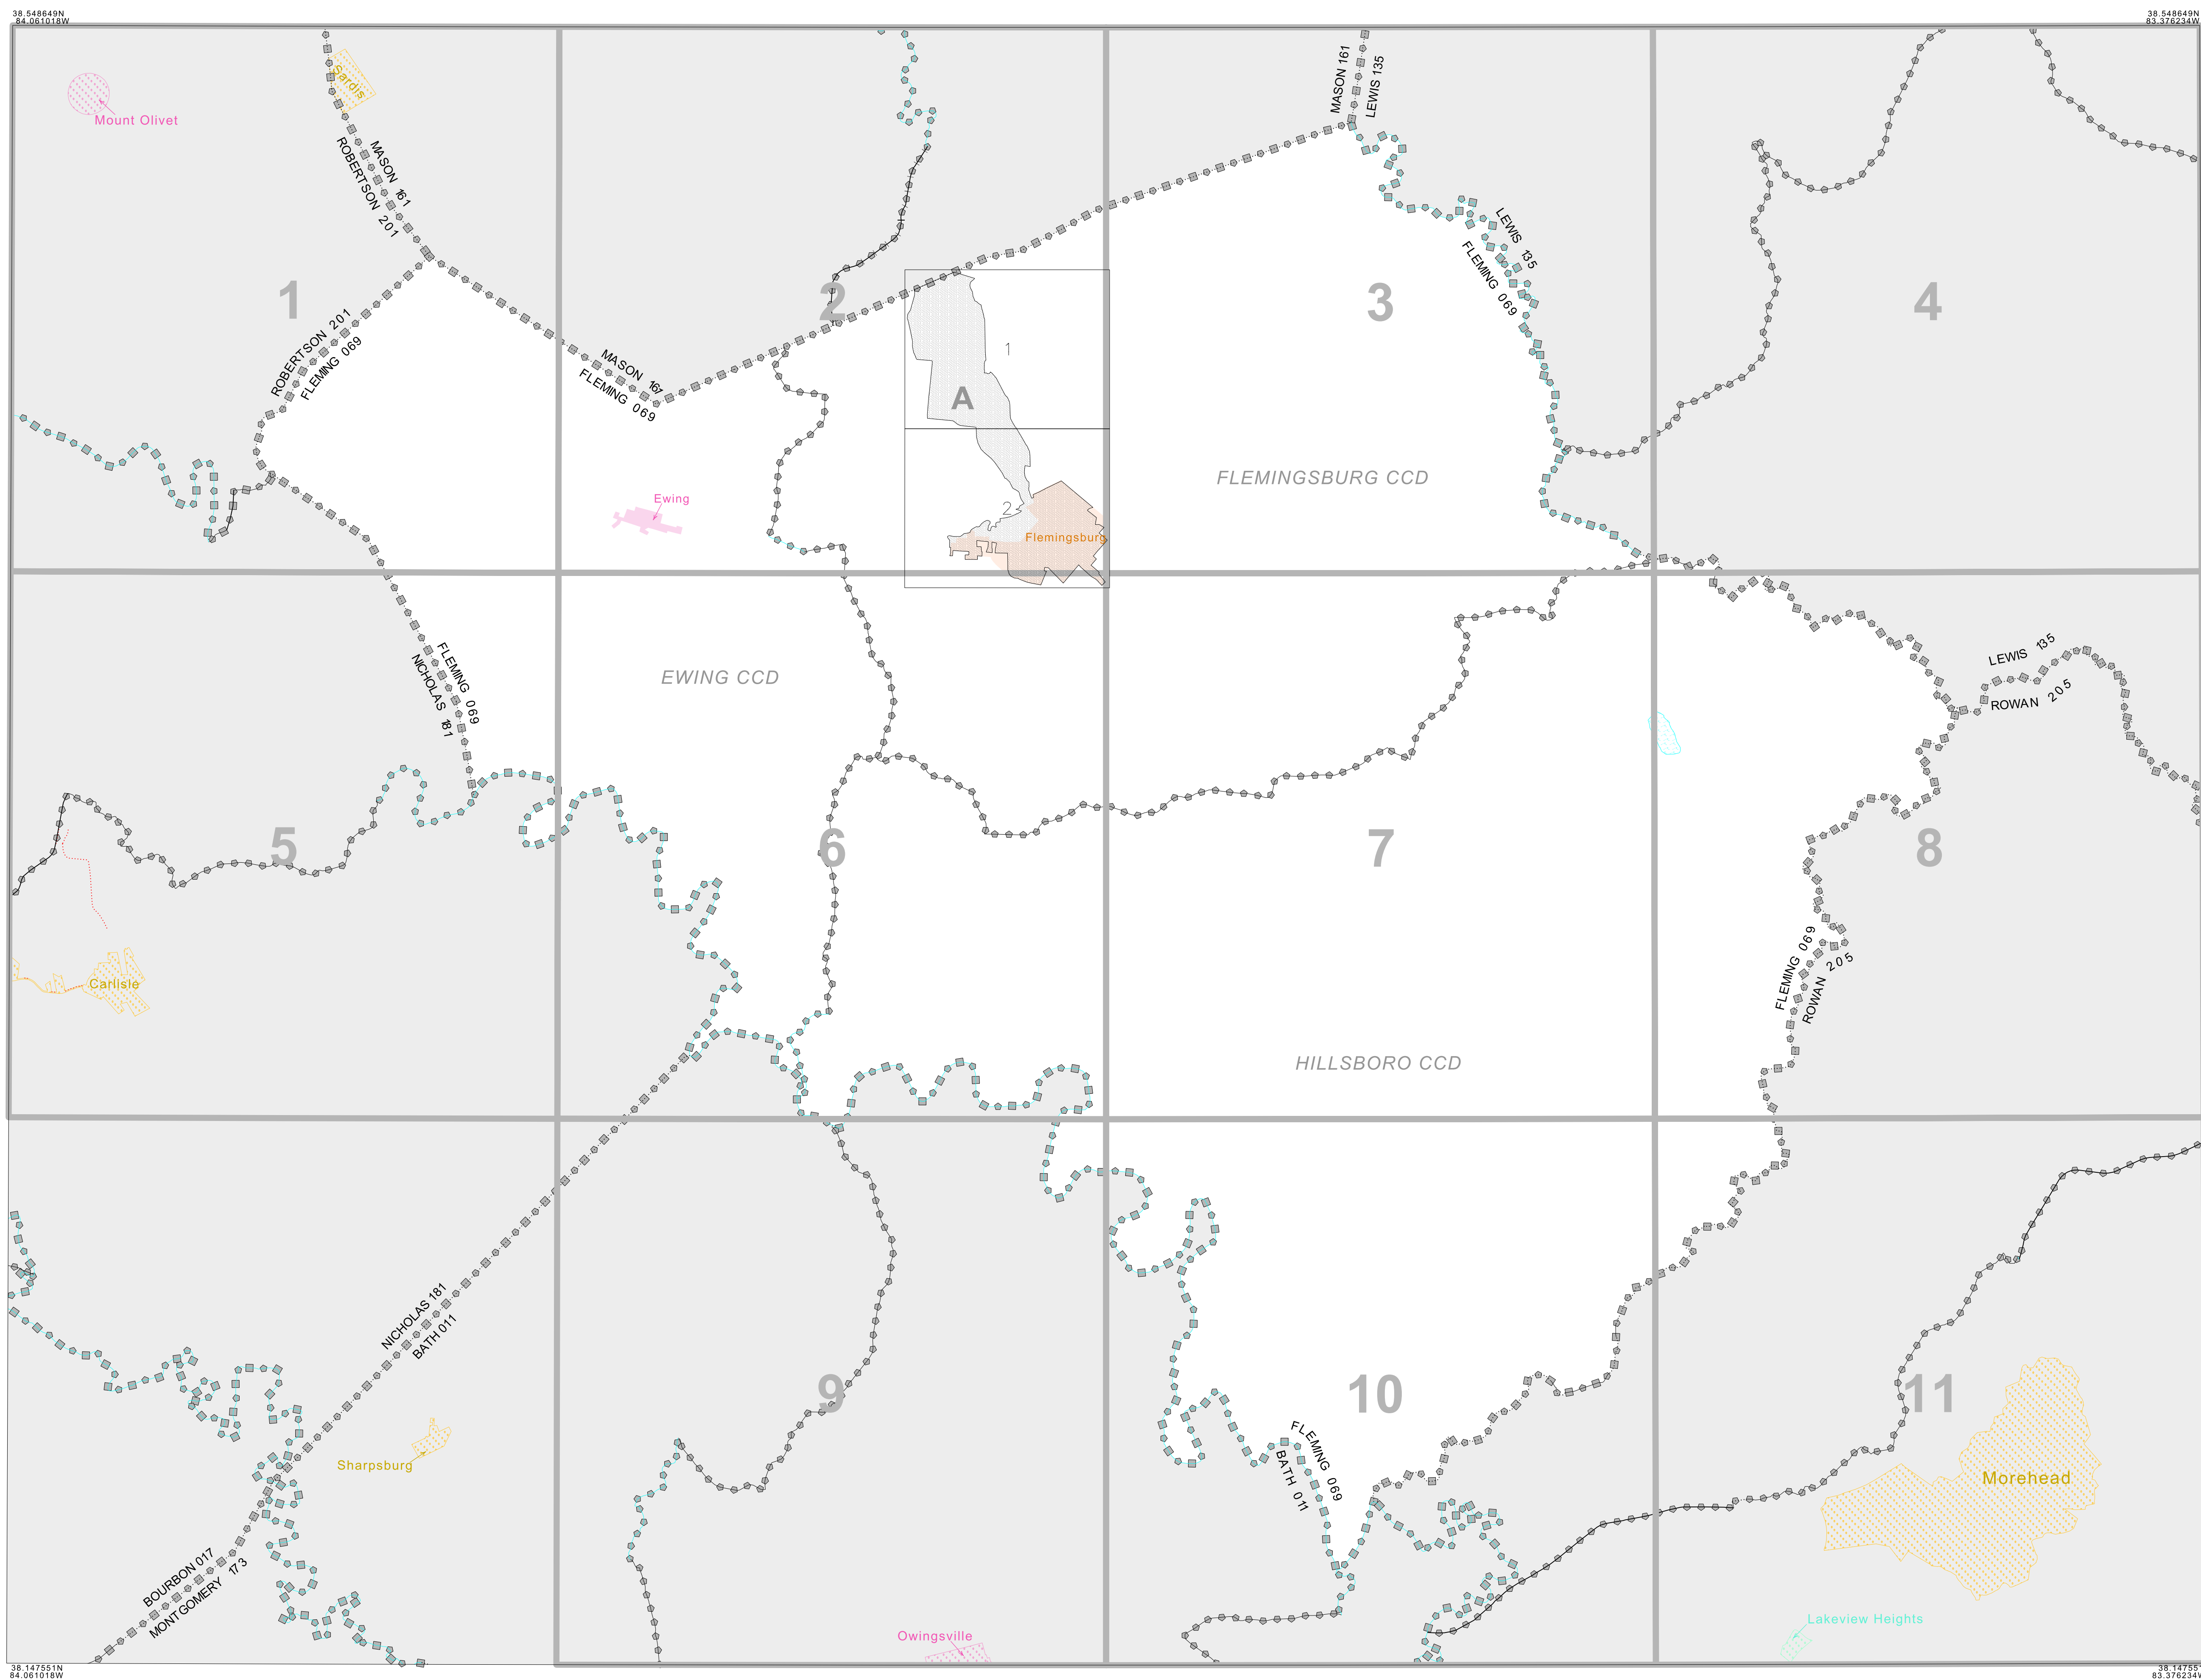 38.548649N
84.061018W
38.548649N
83.376234W
Sardis
Mount Olivet
MASON 161
LEWIS 135
MASON 161
ROBERTSON 201
LEWIS 135
FLEMING 069
1
2
3
4
ROBERTSON 201
FLEMING 069
MASON 161
FLEMING 069
1
A
FLEMINGSBURG CCD
Ewing
2
Flemingsburg
EWING CCD
FLEMING 069
NICHOLAS 181
LEWIS 135
ROWAN 205
5
6
7
8
Carlisle
FLEMING 069
ROWAN 205
HILLSBORO CCD
NICHOLAS 181
BATH 011
9
10
11
FLEMING 069
BATH 011
Sharpsburg
Morehead
BOURBON 017
MONTGOMERY 173
Owingsville
Lakeview Heights
38.147551N
84.061018W
38.14755
83.376234W